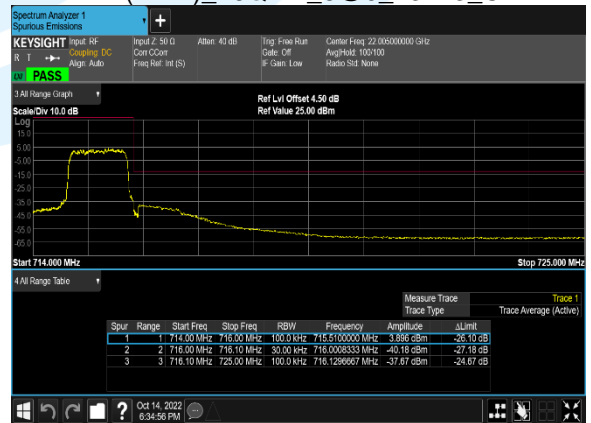 Spectrum Analyzer 1
Spurious Emissions
KEYSIGHT Input: RF
R T Coupling: DC
Align: Auto
LXI PASS
Input Z: 50 Ω
Corr CCorr
Freq Ref: Int (S)
Atten: 40 dB
Trig: Free Run
Gate: Off
IF Gain: Low
Center Freq: 22.005000000 GHz
Avg|Hold: 100/100
Radio Std: None
3 All Range Graph
Scale/Div 10.0 dB
Ref Lvl Offset 4.50 dB
Ref Value 25.00 dBm
Log
15.0
5.00
-5.00
-15.0
-25.0
-35.0
-45.0
-55.0
-65.0
Start 714.000 MHz
Stop 725.000 MHz
4 All Range Table
Measure Trace Trace 1
Trace Type Trace Average (Active)
Spur Range Start Freq Stop Freq RBW Frequency Amplitude ΔLimit
1 1 714.00 MHz 716.00 MHz 100.0 kHz 715.5100000 MHz 3.896 dBm -26.10 dB
2 2 716.00 MHz 716.10 MHz 30.00 kHz 716.0008333 MHz -40.18 dBm -27.18 dB
3 3 716.10 MHz 725.00 MHz 100.0 kHz 716.1296667 MHz -37.67 dBm -24.67 dB
Oct 14, 2022
6:34:56 PM